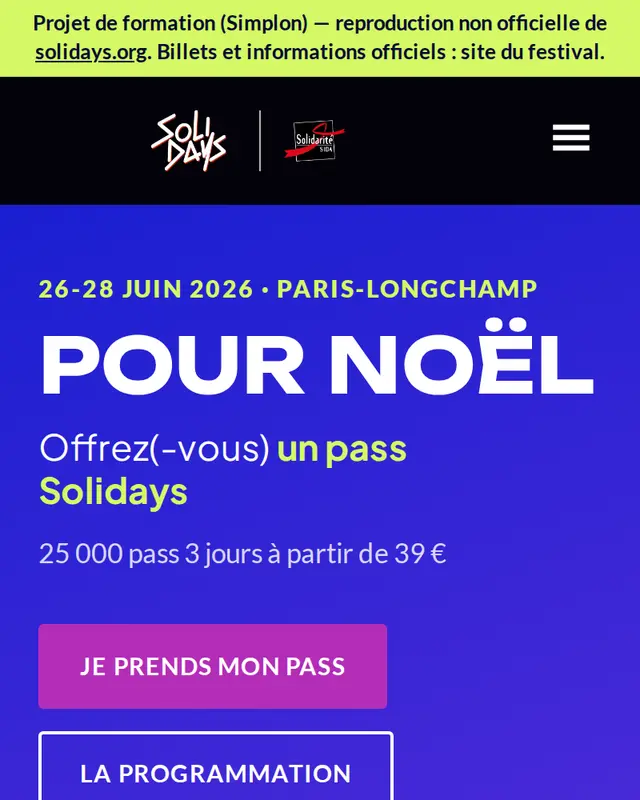 Projet de formation (Simplon) — reproduction non officielle de
solidays.org. Billets et informations officiels : site du festival.
SOLI
DAYS
Solidarité
SIDA
26-28 JUIN 2026 • PARIS-LONGCHAMP
POUR NOËL
Offrez(-vous) un pass
Solidays
25 000 pass 3 jours à partir de 39 €
JE PRENDS MON PASS
LA PROGRAMMATION